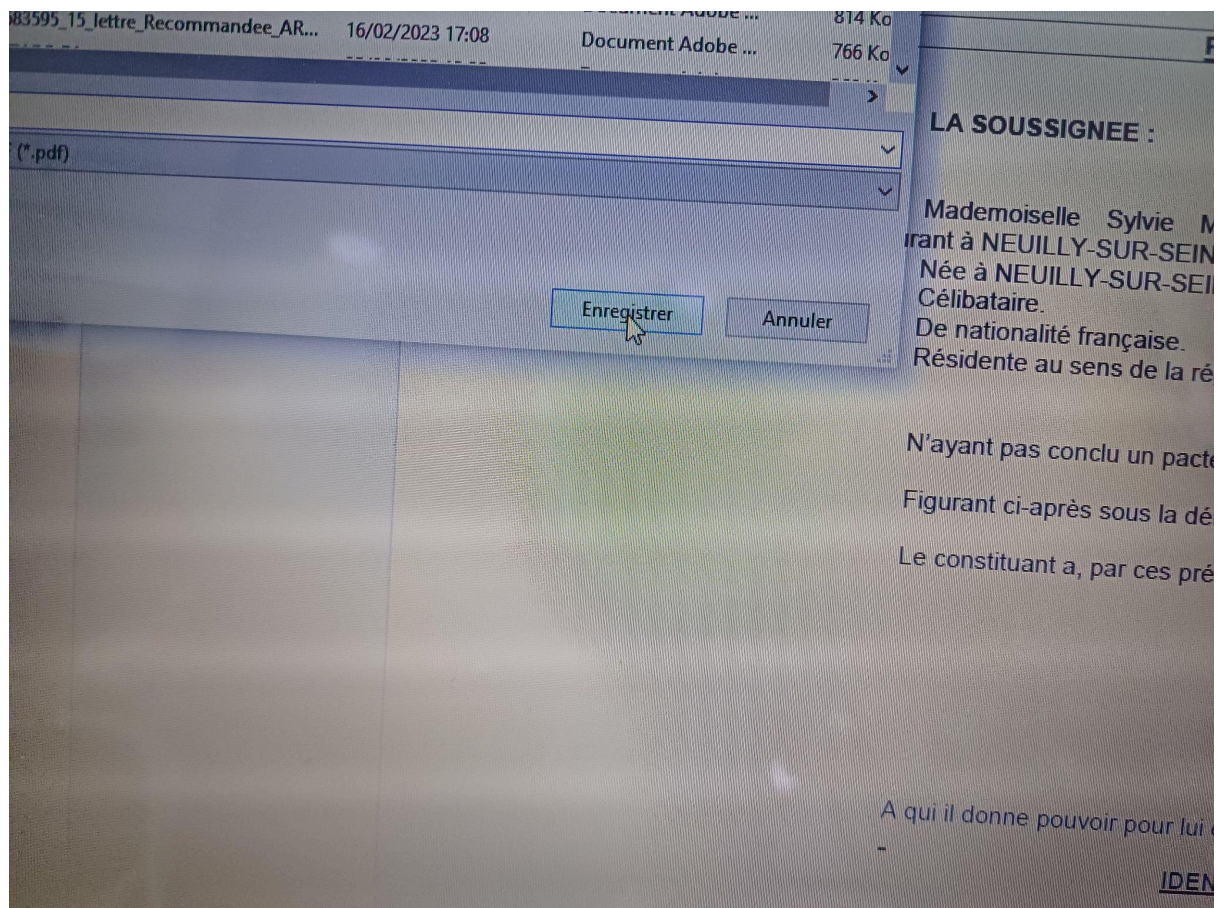 83595_15_lettre_Recommandee_AR... 16/02/2023 17:08 Document Adobe ... 766 Ko
814 Ko
(*.pdf)
Enregistrer Annuler
LA SOUSSIGNEE :
Mademoiselle Sylvie M
urant à NEUILLY-SUR-SEIN
Née à NEUILLY-SUR-SEI
Célibataire.
De nationalité française.
Résidente au sens de la ré
N'ayant pas conclu un pacte
Figurant ci-après sous la dé
Le constituant a, par ces pré
A qui il donne pouvoir pour lui
-
IDEN